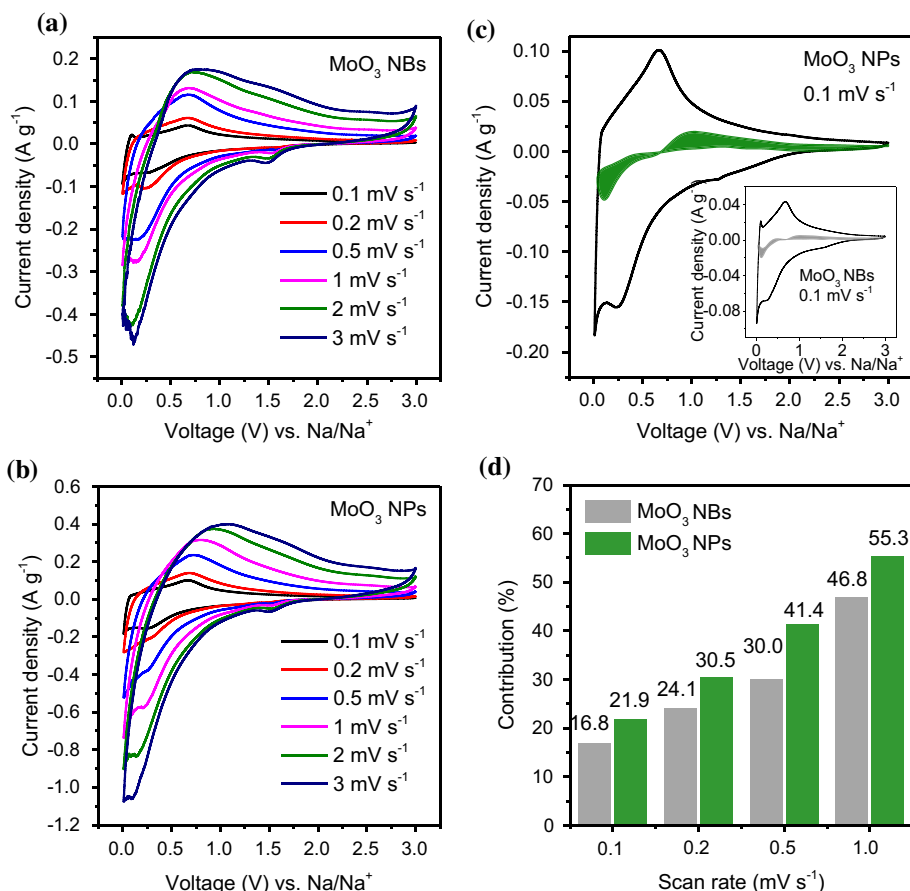 (a)
MoO₃ NBs
0.2
0.1
0.0
-0.1
-0.2
-0.3
-0.4
-0.5
Current density (A g⁻¹)
0.1 mV s⁻¹
0.2 mV s⁻¹
0.5 mV s⁻¹
1 mV s⁻¹
2 mV s⁻¹
3 mV s⁻¹
0.0 0.5 1.0 1.5 2.0 2.5 3.0
Voltage (V) vs. Na/Na⁺
(c)
MoO₃ NPs
0.1 mV s⁻¹
0.10
0.05
0.00
-0.05
-0.10
-0.15
-0.20
Current density (A g⁻¹)
0.04
0.00
-0.04
-0.08
Current density (A g⁻¹)
MoO₃ NBs
0.1 mV s⁻¹
0 1 2 3
Voltage (V) vs. Na/Na⁺
0.0 0.5 1.0 1.5 2.0 2.5 3.0
Voltage (V) vs. Na/Na⁺
(b)
MoO₃ NPs
0.6
0.4
0.2
0.0
-0.2
-0.4
-0.6
-0.8
-1.0
-1.2
Current density (A g⁻¹)
0.1 mV s⁻¹
0.2 mV s⁻¹
0.5 mV s⁻¹
1 mV s⁻¹
2 mV s⁻¹
3 mV s⁻¹
0.0 0.5 1.0 1.5 2.0 2.5 3.0
Voltage (V) vs. Na/Na⁺
(d)
MoO₃ NBs
MoO₃ NPs
70
60
50
40
30
20
10
0
Contribution (%)
16.8
21.9
24.1
30.5
30.0
41.4
46.8
55.3
0.1 0.2 0.5 1.0
Scan rate (mV s⁻¹)